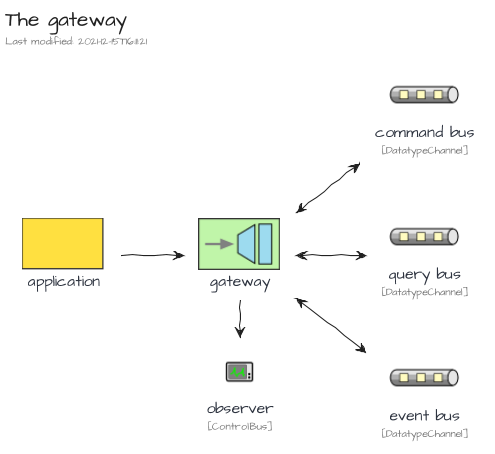 The gateway
Last modified: 2021-12-15T16:11:21
command bus
[DatatypeChannel]
query bus
[DatatypeChannel]
application
gateway
observer
[ControlBus]
event bus
[DatatypeChannel]